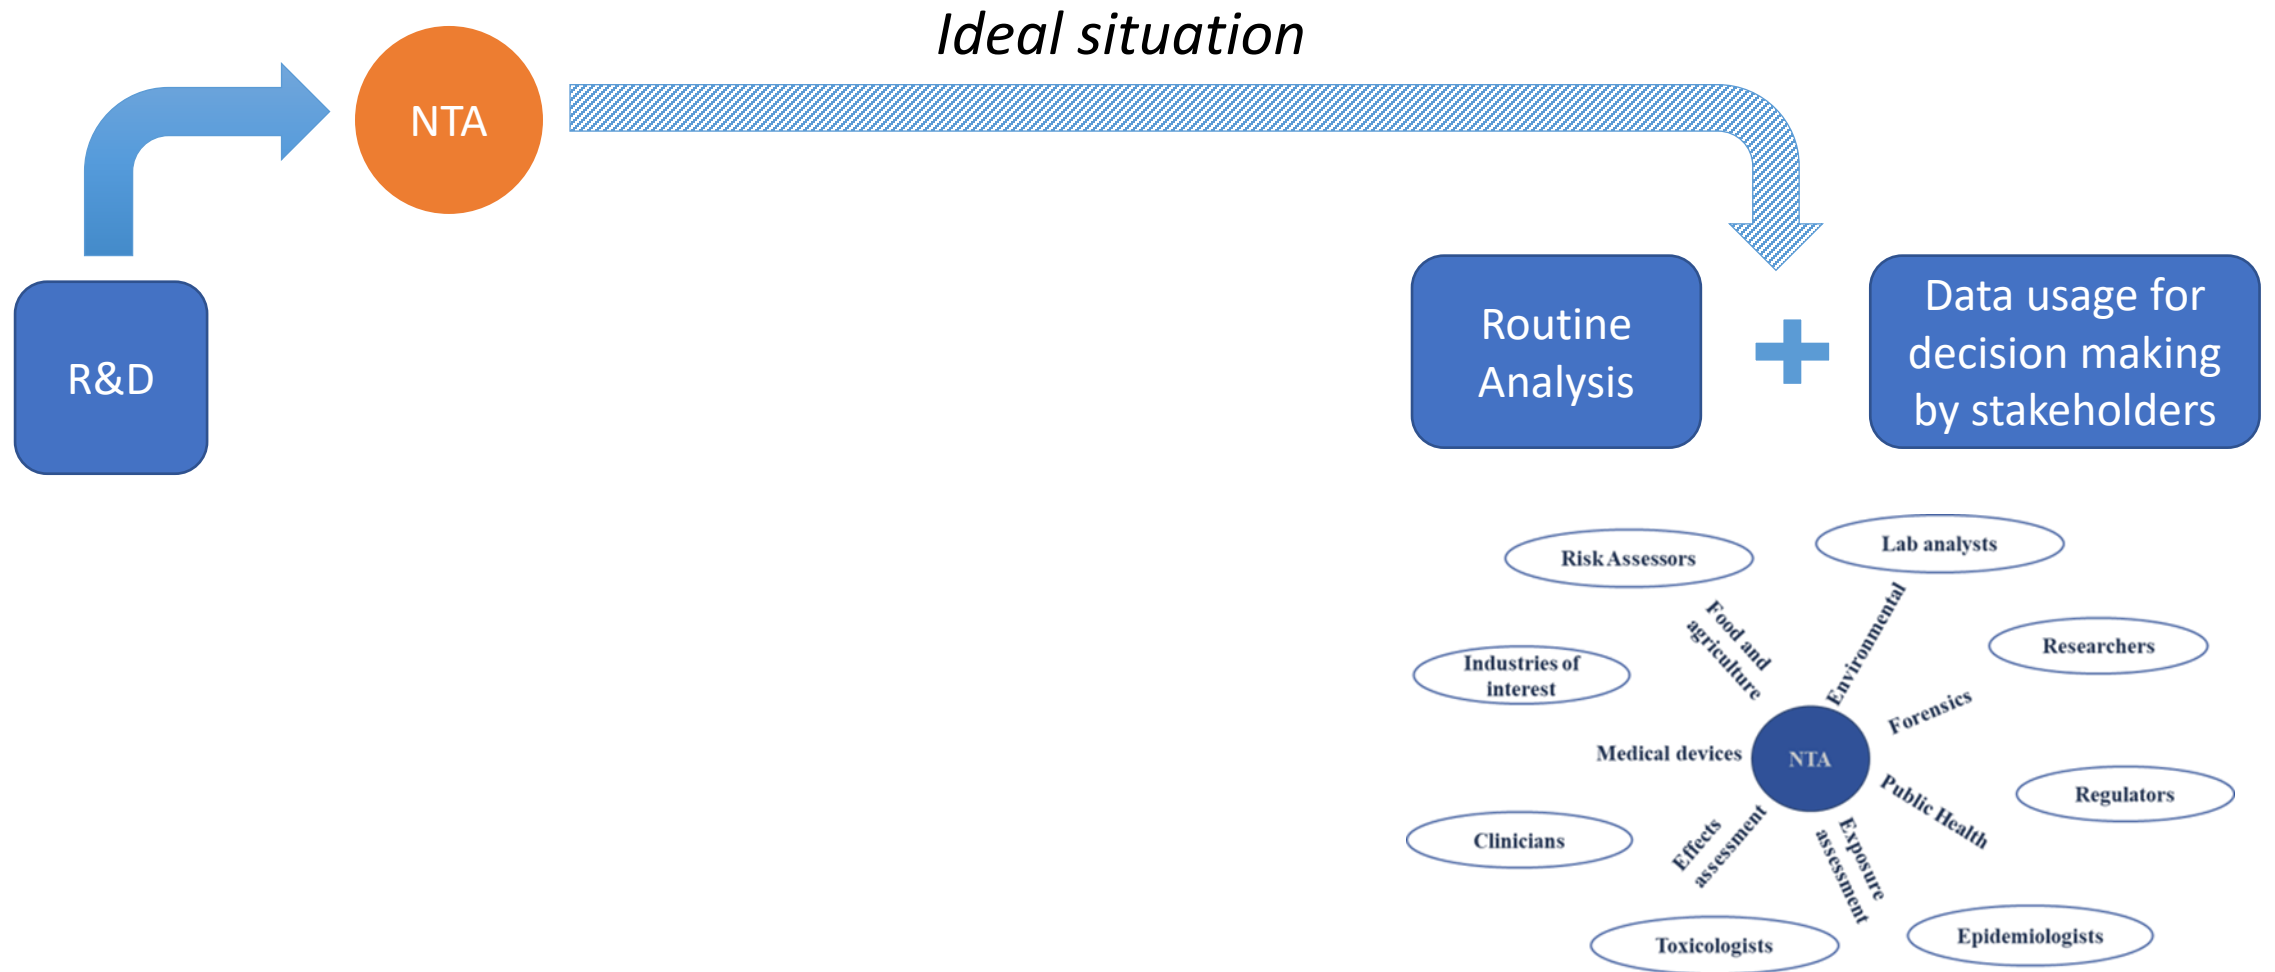 Ideal situation
NTA
R&D
Routine
Analysis
Data usage for
decision making
by stakeholders
Risk Assessors
Lab analysts
Food and
agriculture
Environmental
Researchers
Industries of
interest
Forensics
Medical devices
NTA
Public Health
Regulators
Clinicians
Effects
assessment
Exposure
assessment
Toxicologists
Epidemiologists